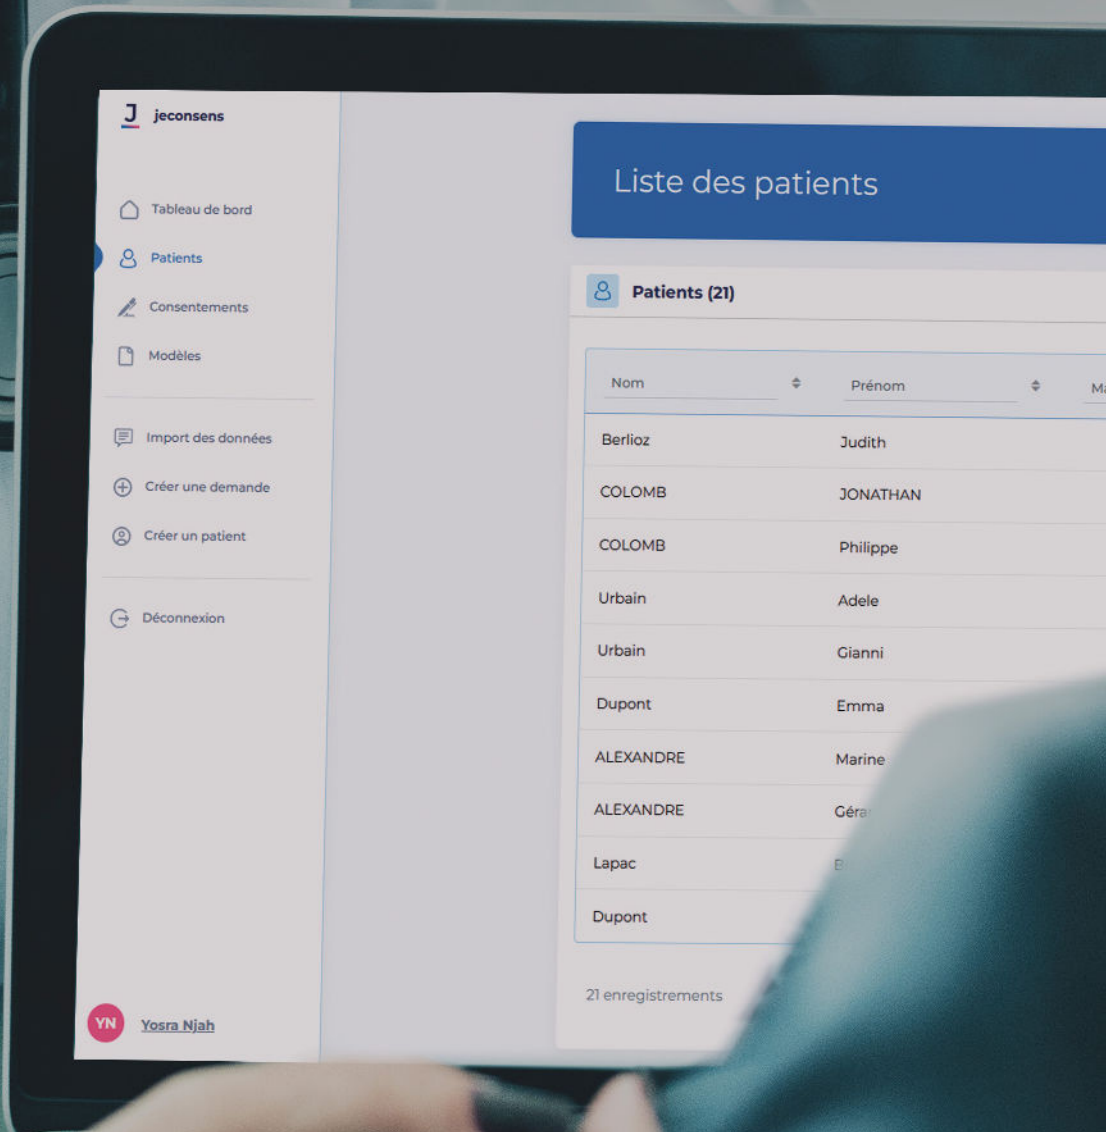 J jeconsens
Tableau de bord
Patients
Consentements
Modèles
Import des données
Créer une demande
Créer un patient
Déconnexion
YN Yosra Njah
Liste des patients
Patients (21)
Nom Prénom
Berlioz Judith
COLOMB JONATHAN
COLOMB Philippe
Urbain Adele
Urbain Gianni
Dupont Emma
ALEXANDRE Marine
ALEXANDRE
Lapac
Dupont
21 enregistrements